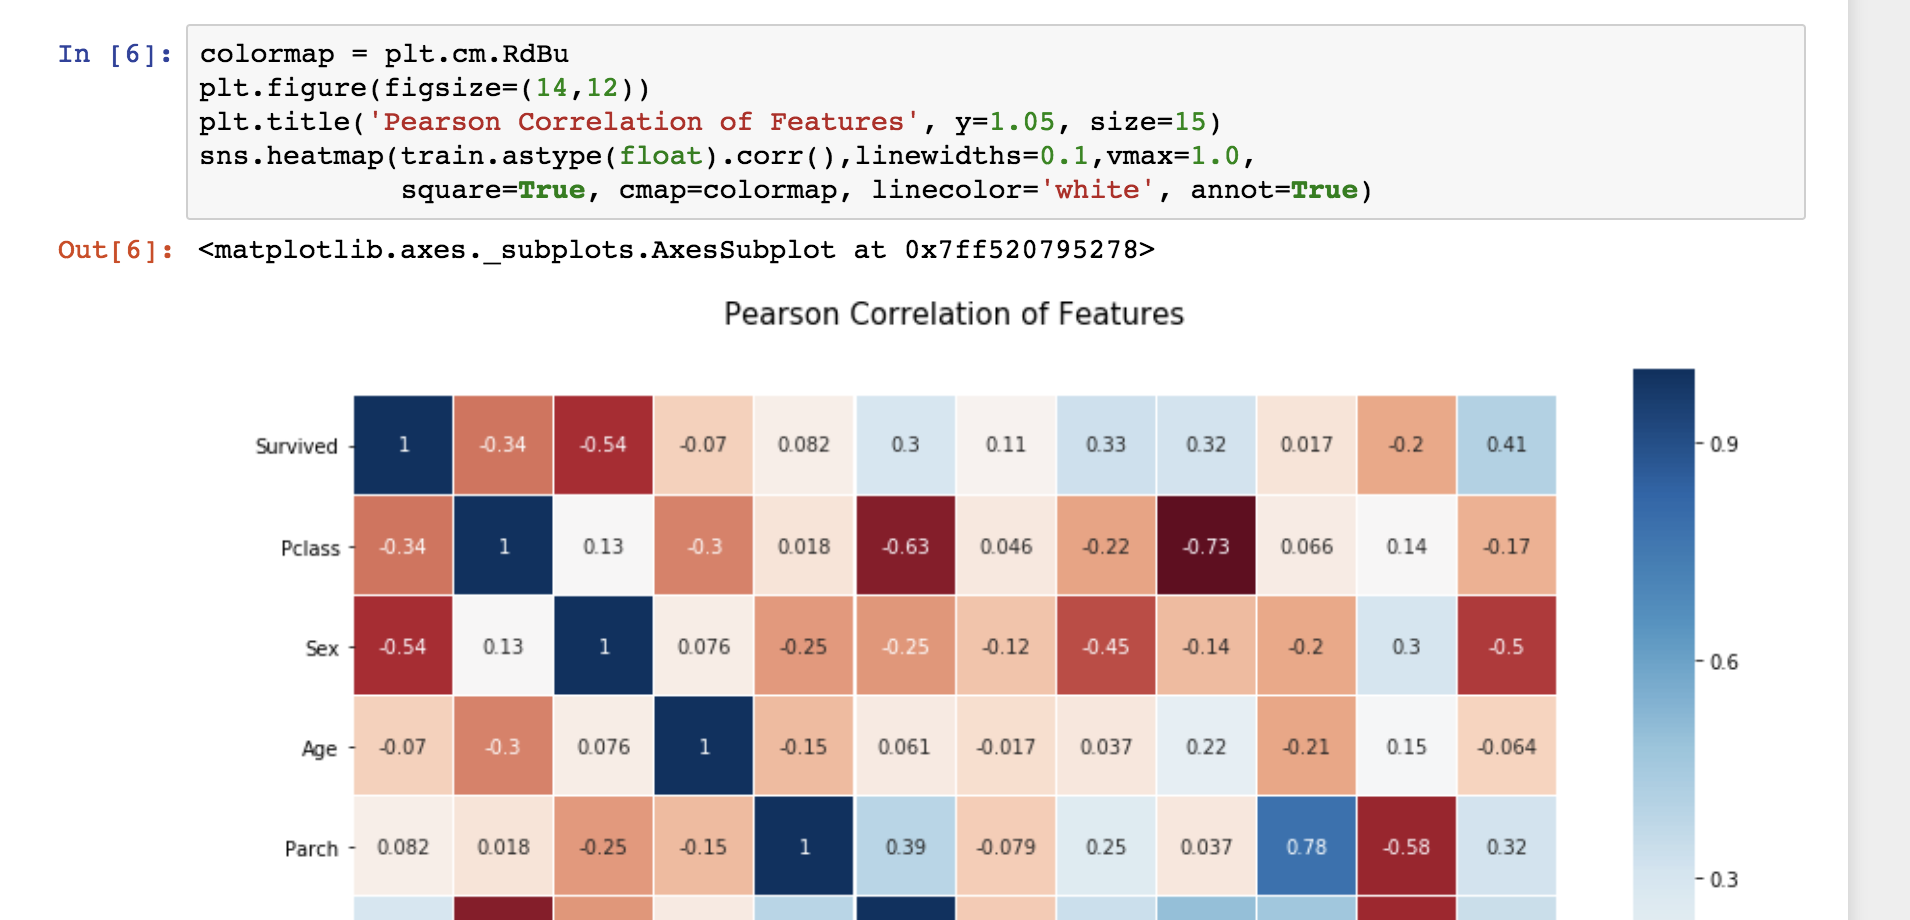 In [6]: colormap = plt.cm.RdBu
plt.figure(figsize=(14,12))
plt.title('Pearson Correlation of Features', y=1.05, size=15)
sns.heatmap(train.astype(float).corr(),linewidths=0.1,vmax=1.0,
            square=True, cmap=colormap, linecolor='white', annot=True)
Out[6]: <matplotlib.axes._subplots.AxesSubplot at 0x7ff520795278>
Pearson Correlation of Features
Survived 1 -0.34 -0.54 -0.07 0.082 0.3 0.11 0.33 0.32 0.017 -0.2 0.41
0.9
Pclass -0.34 1 0.13 -0.3 0.018 -0.63 0.046 -0.22 -0.73 0.066 0.14 -0.17
Sex -0.54 0.13 1 0.076 -0.25 -0.25 -0.12 -0.45 -0.14 -0.2 0.3 -0.5
0.6
Age -0.07 -0.3 0.076 1 -0.15 0.061 -0.017 0.037 0.22 -0.21 0.15 -0.064
Parch 0.082 0.018 -0.25 -0.15 1 0.39 -0.079 0.25 0.037 0.78 -0.58 0.32
0.3